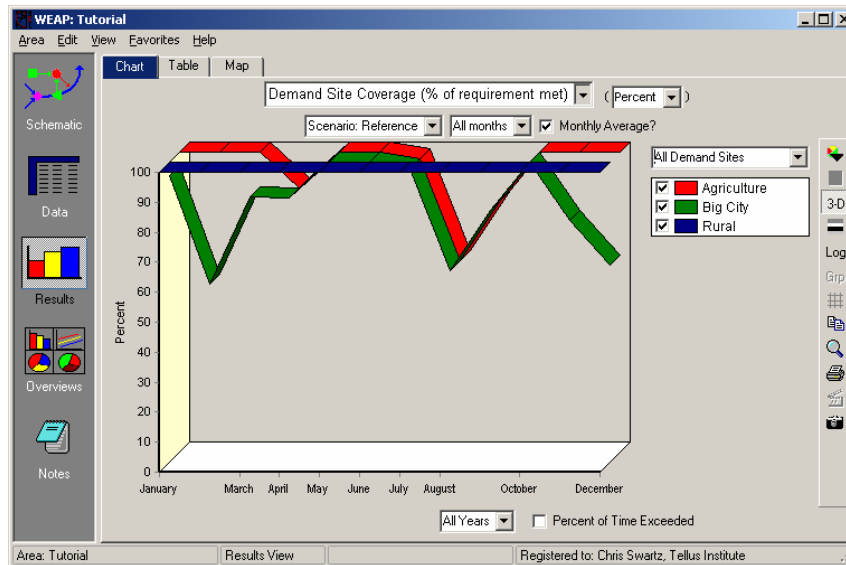 WEAP: Tutorial
Area Edit View Favorites Help
Chart Table Map
Demand Site Coverage (% of requirement met) ( Percent )
Scenario: Reference All months Monthly Average?
All Demand Sites
Agriculture
Big City
Rural
Schematic
Data
Results
Overviews
Notes
3-D
Log
Grp
Percent
100
90
80
70
60
50
40
30
20
10
0
January March April May June July August October December
All Years Percent of Time Exceeded
Area: Tutorial Results View Registered to: Chris Swartz, Tellus Institute